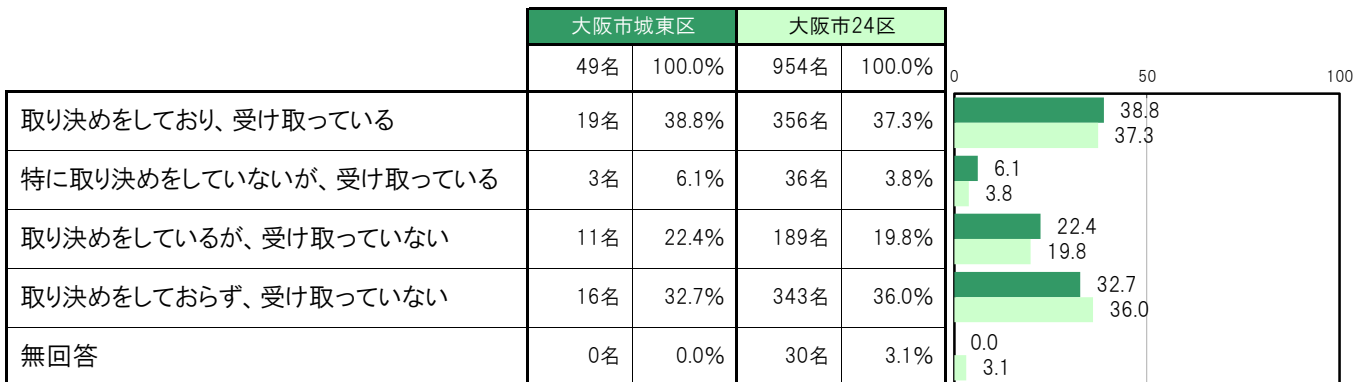 大阪市城東区 大阪市24区
49名 100.0% 954名 100.0%
0 50 100
取り決めをしており、受け取っている 19名 38.8% 356名 37.3% 38.8
37.3
特に取り決めをしていないが、受け取っている 3名 6.1% 36名 3.8% 6.1
3.8
取り決めをしているが、受け取っていない 11名 22.4% 189名 19.8% 22.4
19.8
取り決めをしておらず、受け取っていない 16名 32.7% 343名 36.0% 32.7
36.0
無回答 0名 0.0% 30名 3.1% 0.0
3.1